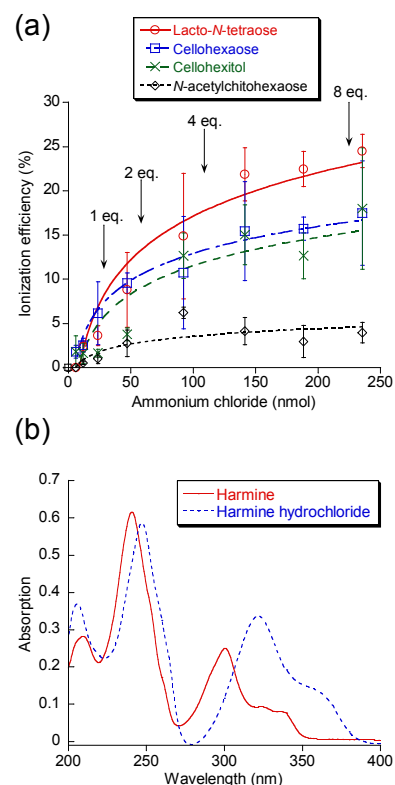 (a)
Lacto-N-tetraose
Cellohexaose
Cellohexitol
N-acetylchitohexaose
30
25
20
15
10
5
0
Ionization efficiency (%)
1 eq.
2 eq.
4 eq.
8 eq.
0
50
100
150
200
250
Ammonium chloride (nmol)
(b)
Harmine
Harmine hydrochloride
0.7
0.6
0.5
0.4
0.3
0.2
0.1
0
Absorption
200
250
300
350
400
Wavelength (nm)